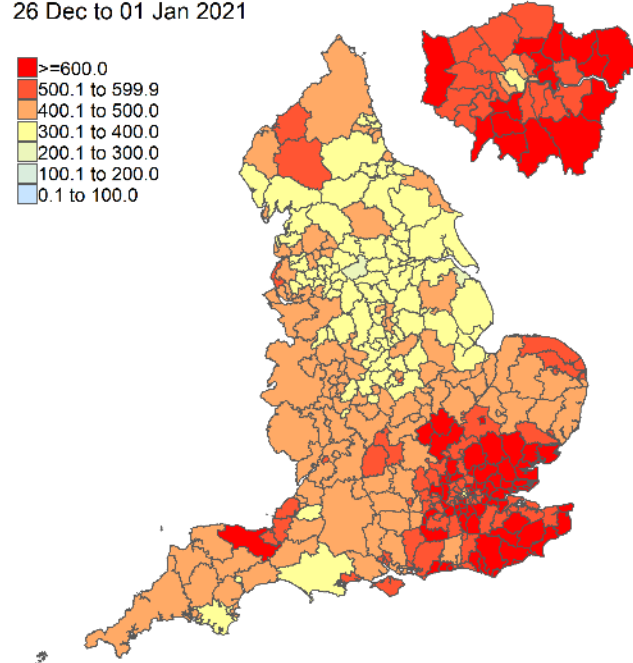 26 Dec to 01 Jan 2021
>=600.0
500.1 to 599.9
400.1 to 500.0
300.1 to 400.0
200.1 to 300.0
100.1 to 200.0
0.1 to 100.0